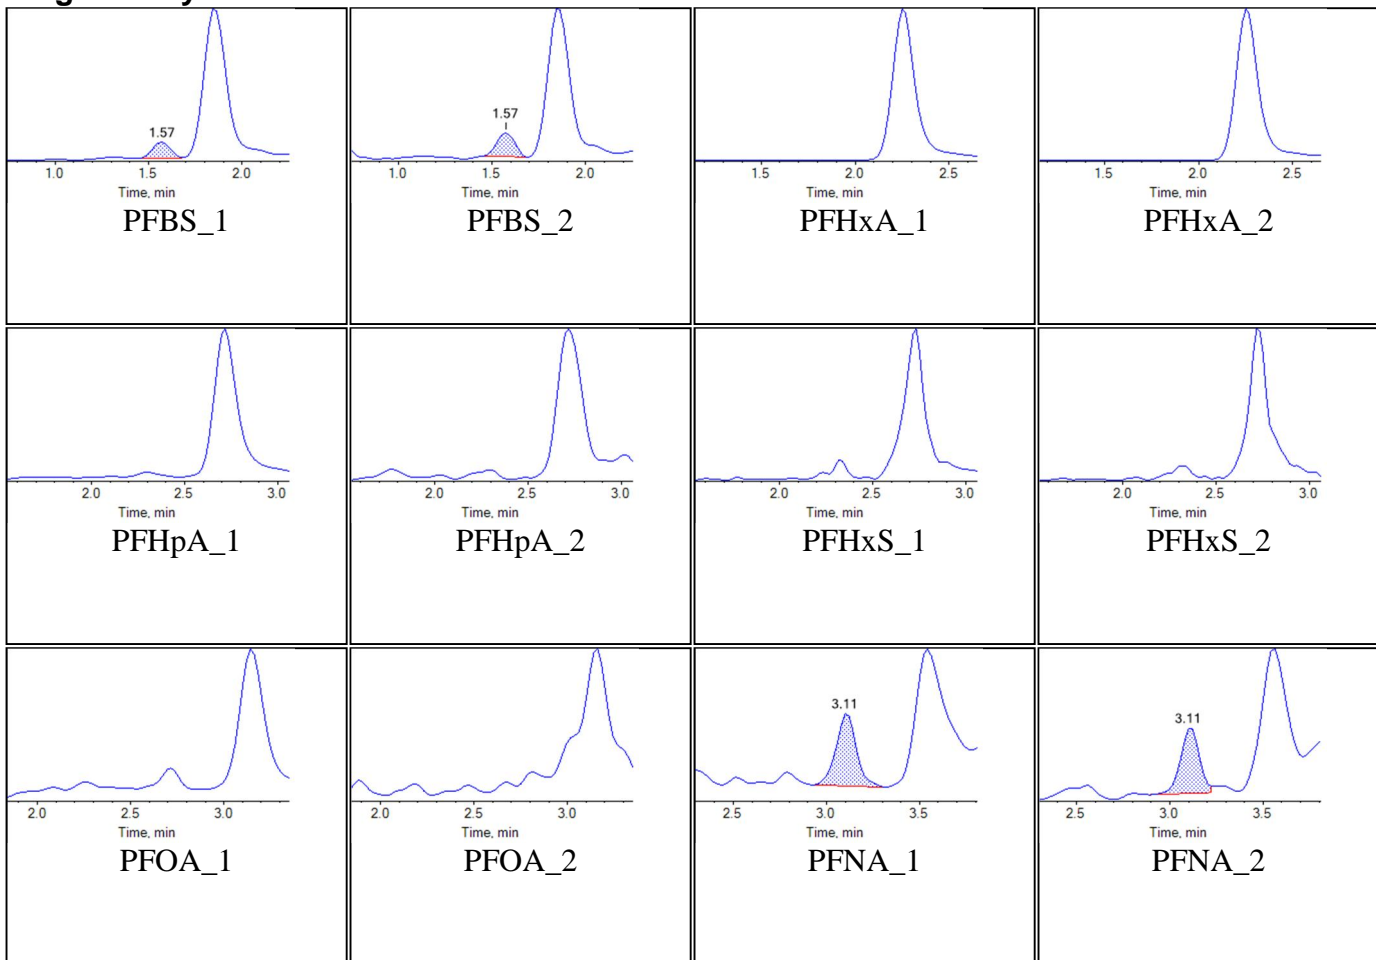 1.57
1.0 1.5 2.0
Time, min
PFBS_1
1.57
1.0 1.5 2.0
Time, min
PFBS_2
1.5 2.0 2.5
Time, min
PFHxA_1
1.5 2.0 2.5
Time, min
PFHxA_2
2.0 2.5 3.0
Time, min
PFHpA_1
2.0 2.5 3.0
Time, min
PFHpA_2
2.0 2.5 3.0
Time, min
PFHxS_1
2.0 2.5 3.0
Time, min
PFHxS_2
2.0 2.5 3.0
Time, min
PFOA_1
2.0 2.5 3.0
Time, min
PFOA_2
3.11
2.5 3.0 3.5
Time, min
PFNA_1
3.11
2.5 3.0 3.5
Time, min
PFNA_2